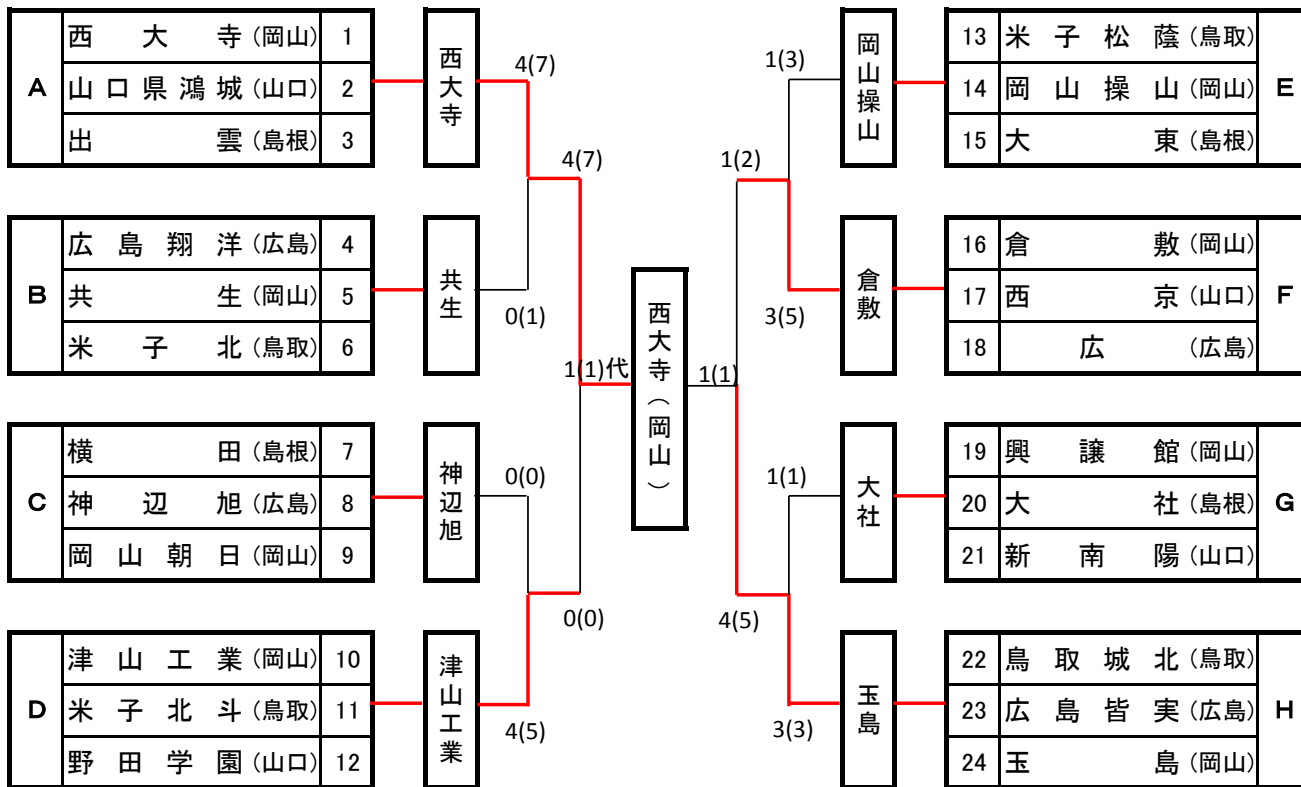 A
西大寺(岡山) 1
山口県鴻城(山口) 2
出雲(島根) 3
西大寺
4(7)
B
広島翔洋(広島) 4
共生(岡山) 5
米子北(鳥取) 6
共生
0(1)
4(7)
C
横田(島根) 7
神辺旭(広島) 8
岡山朝日(岡山) 9
神辺旭
0(0)
D
津山工業(岡山) 10
米子北斗(鳥取) 11
野田学園(山口) 12
津山工業
4(5)
0(0)
1(1)代
西大寺(岡山)
1(1)
1(3)
岡山操山
13 米子松蔭(鳥取)
14 岡山操山(岡山)
15 大東(島根)
E
1(2)
3(5)
倉敷
16 倉敷(岡山)
17 西京(山口)
18 広(広島)
F
1(1)
大社
19 興譲館(岡山)
20 大社(島根)
21 新南陽(山口)
G
4(5)
3(3)
玉島
22 鳥取城北(鳥取)
23 広島皆実(広島)
24 玉島(岡山)
H